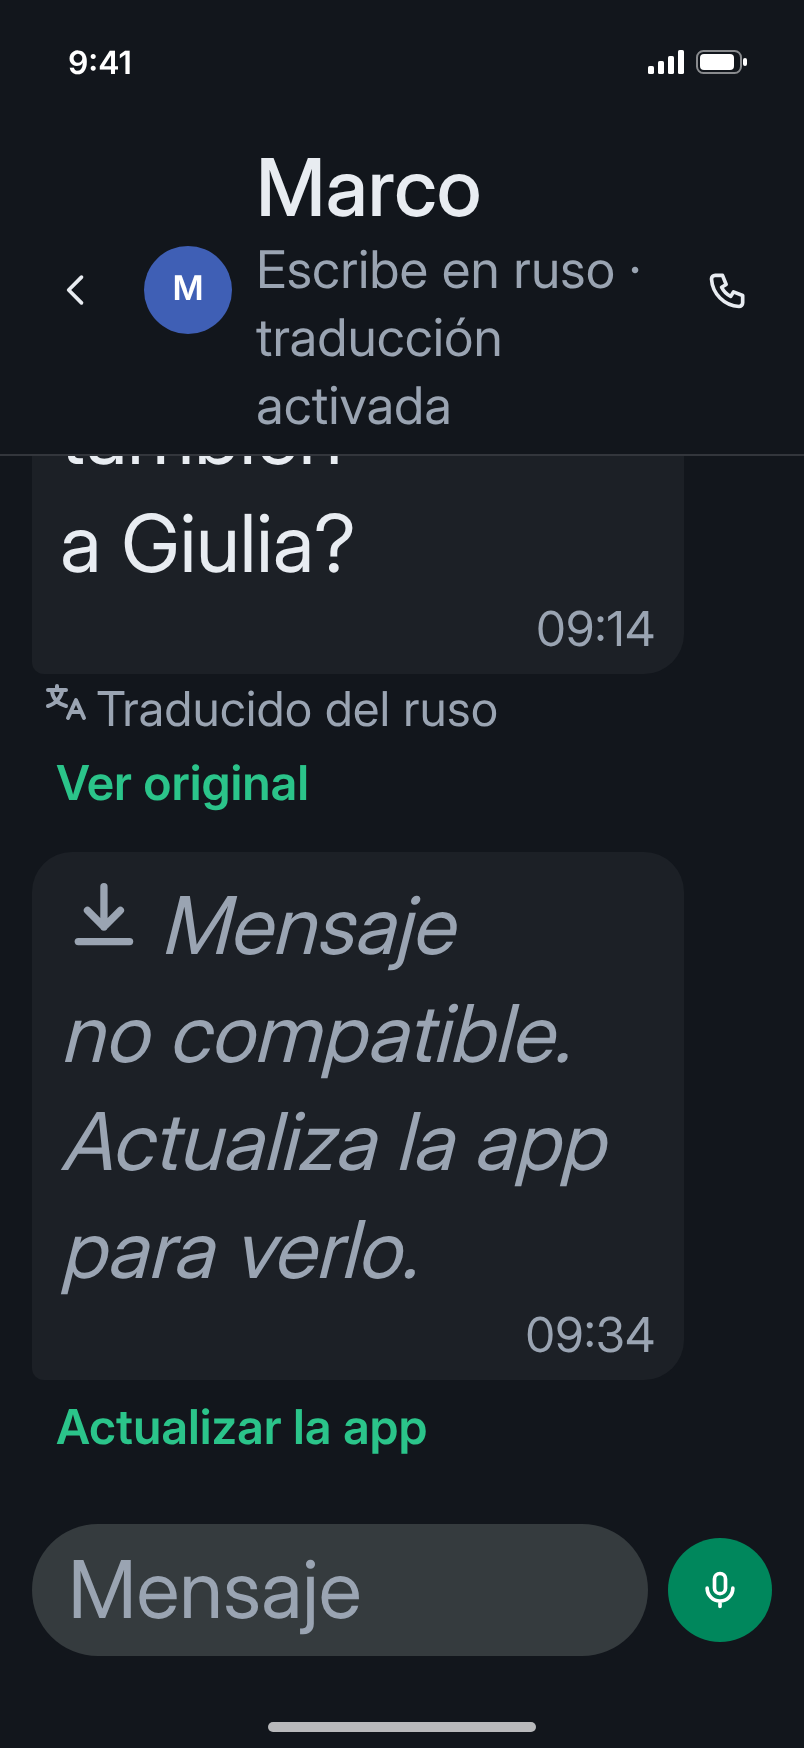 9:41
Marco
M
Escribe en ruso ·
traducción
activada
a Giulia?
09:14
Traducido del ruso
Ver original
Mensaje
no compatible.
Actualiza la app
para verlo.
09:34
Actualizar la app
Mensaje